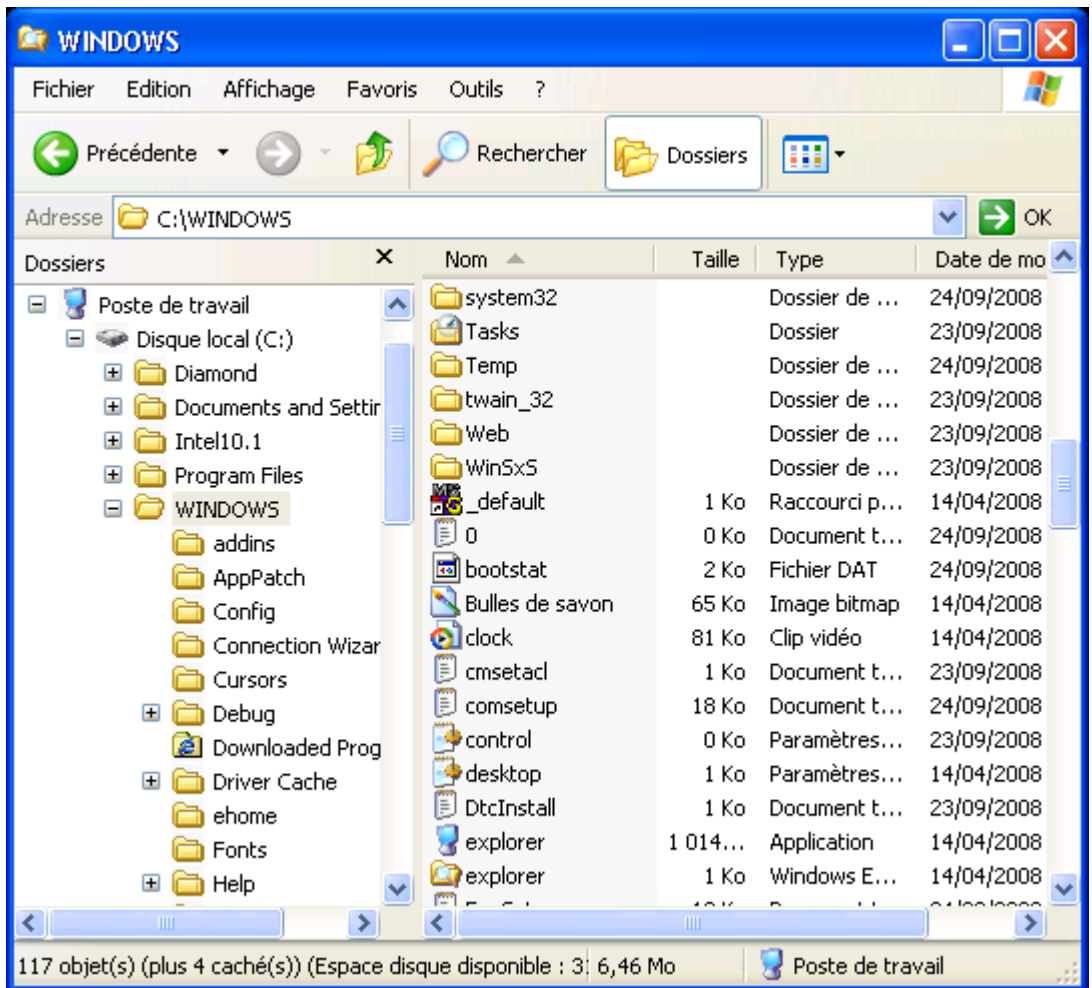 WINDOWS
Fichier Edition Affichage Favoris Outils ?
Précédente Rechercher Dossiers
Adresse C:\WINDOWS OK
Dossiers
Poste de travail
Disque local (C:)
Diamond
Documents and Settin
Intel10.1
Program Files
WINDOWS
addins
AppPatch
Config
Connection Wizar
Cursors
Debug
Downloaded Prog
Driver Cache
ehome
Fonts
Help
Nom Taille Type Date de mo
system32 Dossier de ... 24/09/2008
Tasks Dossier 23/09/2008
Temp Dossier de ... 24/09/2008
twain_32 Dossier de ... 23/09/2008
Web Dossier de ... 23/09/2008
WinSxS Dossier de ... 23/09/2008
_default 1 Ko Raccourci p... 14/04/2008
0 0 Ko Document t... 24/09/2008
bootstat 2 Ko Fichier DAT 24/09/2008
Bulles de savon 65 Ko Image bitmap 14/04/2008
clock 81 Ko Clip vidéo 14/04/2008
cmsetacl 1 Ko Document t... 23/09/2008
comsetup 18 Ko Document t... 24/09/2008
control 0 Ko Paramètres... 23/09/2008
desktop 1 Ko Paramètres... 14/04/2008
DtcInstall 1 Ko Document t... 23/09/2008
explorer 1 014... Application 14/04/2008
explorer 1 Ko Windows E... 14/04/2008
117 objet(s) (plus 4 caché(s)) (Espace disque disponible : 3 6,46 Mo Poste de travail